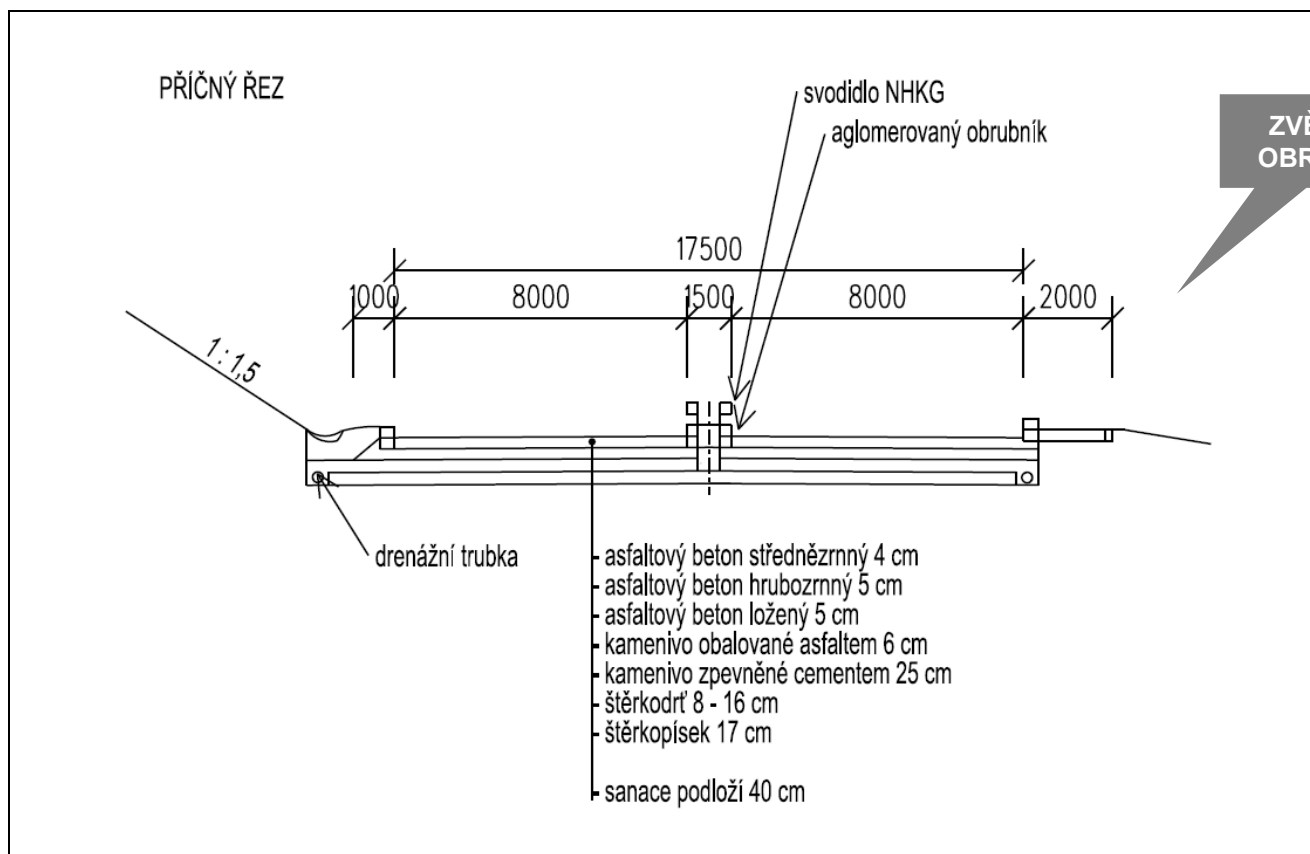 PŘÍČNÝ ŘEZ
svodidlo NHKG
aglomerovaný obrubník
17500
1000 8000 1500 8000 2000
1:1,5
drenážní trubka
asfaltový beton střednězrnný 4 cm
asfaltový beton hrubozrnný 5 cm
asfaltový beton ložený 5 cm
kamenivo obalované asfaltem 6 cm
kamenivo zpevněné cementem 25 cm
štěrkodrť 8 - 16 cm
štěrkopísek 17 cm
sanace podloží 40 cm